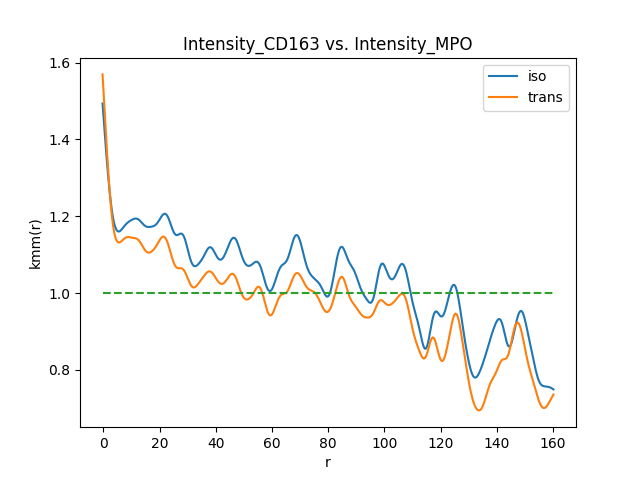 Intensity_CD163 vs. Intensity_MPO
iso
trans
kmm(r)
1.6
1.4
1.2
1.0
0.8
0 20 40 60 80 100 120 140 160
r